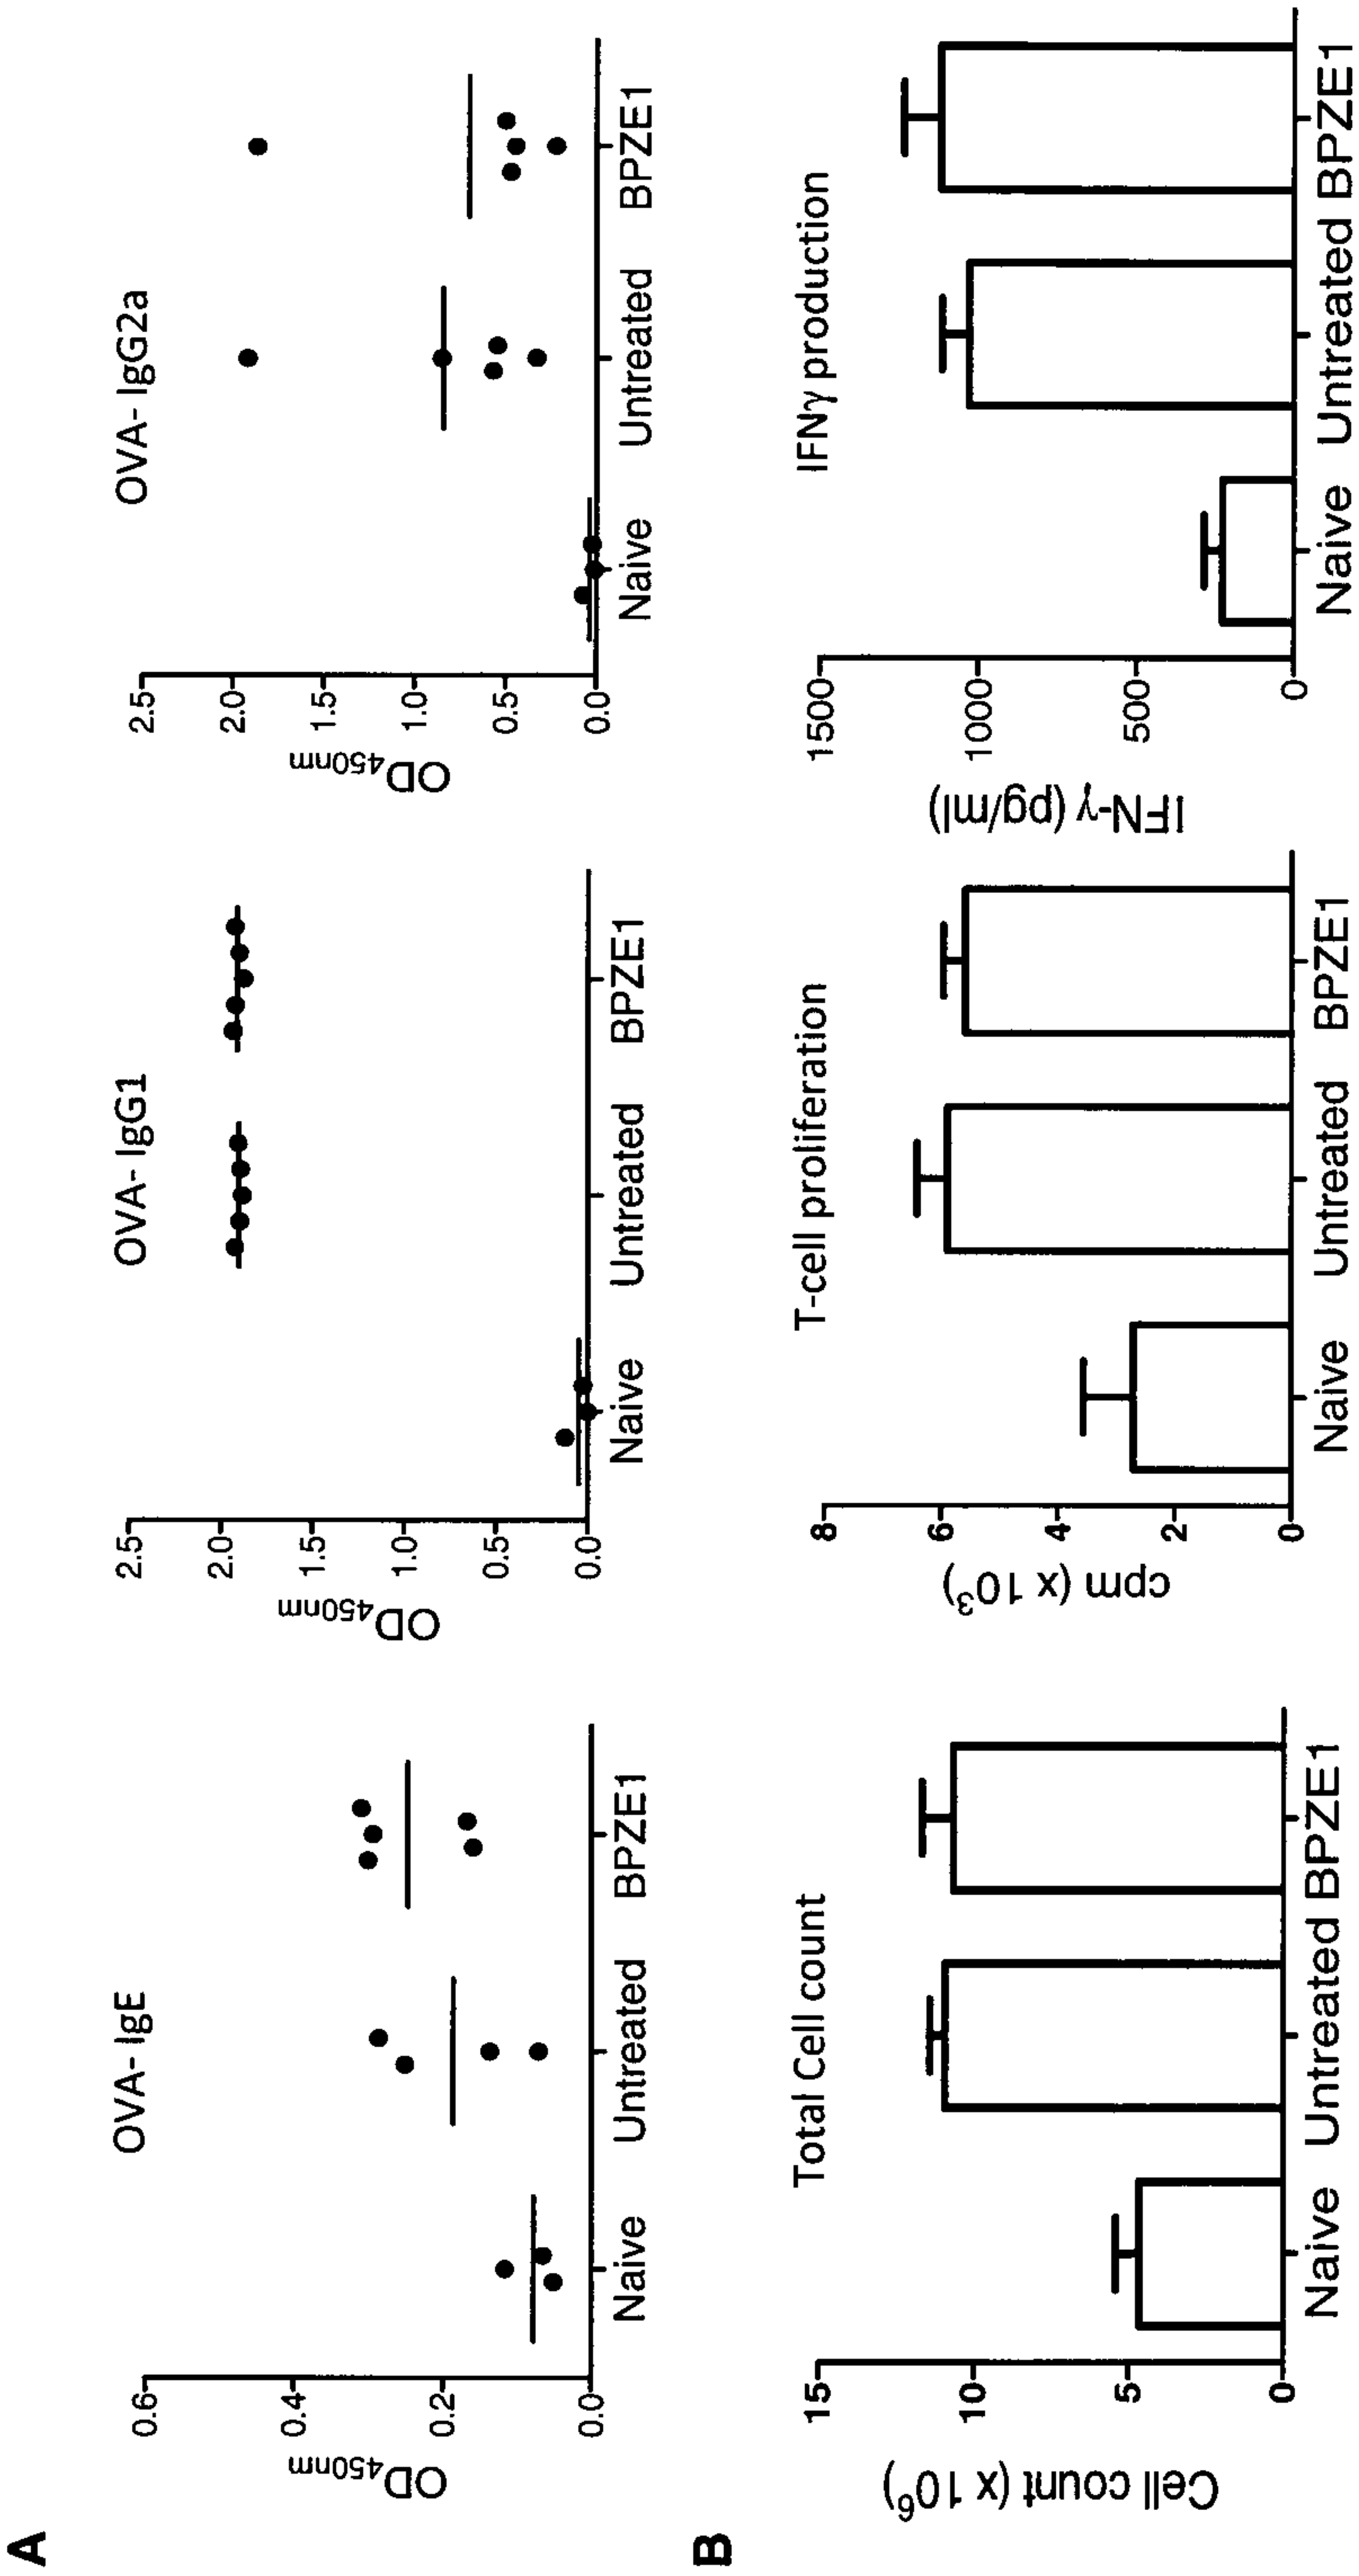 A
OVA- IgE
OD450nm
0.6
0.4
0.2
0.0
Naive Untreated BPZE1
OVA- IgG1
OD450nm
2.5
2.0
1.5
1.0
0.5
0.0
Naive Untreated BPZE1
OVA- IgG2a
OD450nm
2.5
2.0
1.5
1.0
0.5
0.0
Naive Untreated BPZE1
B
Total Cell count
Cell count (x 10⁶)
15
10
5
0
Naive Untreated BPZE1
T-cell proliferation
cpm (x 10³)
8
6
4
2
0
Naive Untreated BPZE1
IFNγ production
IFN-γ (pg/ml)
1500
1000
500
0
Naive Untreated BPZE1